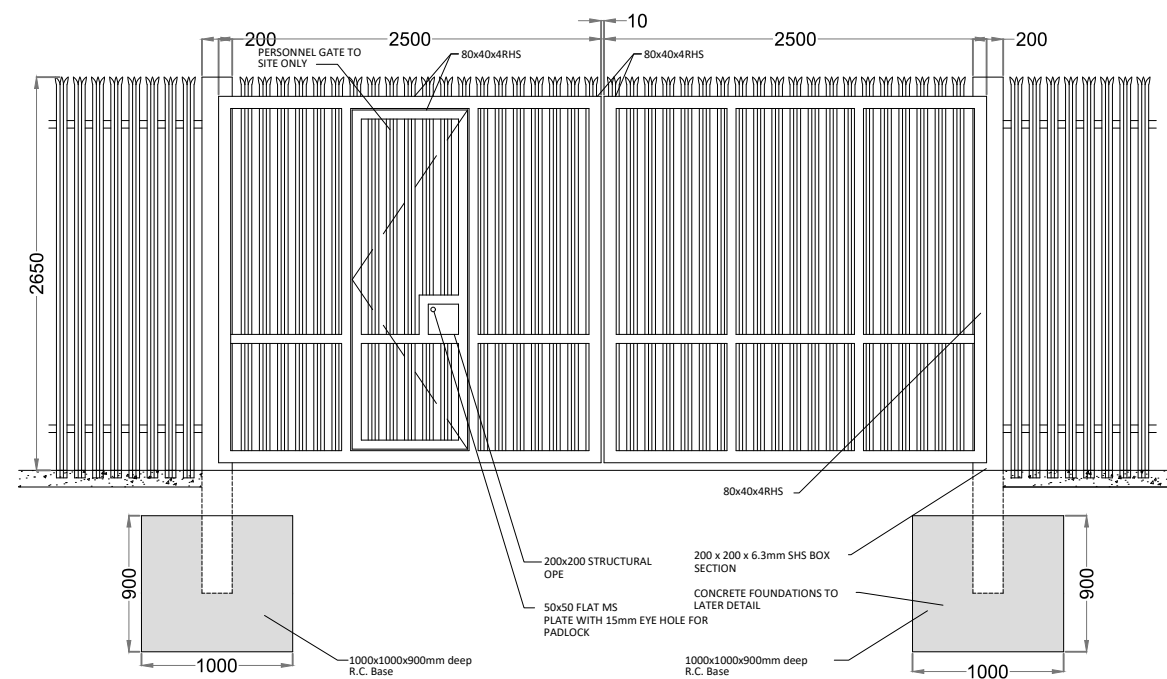 10
200
2500
2500
200
PERSONNEL GATE TO
SITE ONLY
80x40x4RHS
80x40x4RHS
2650
80x40x4RHS
900
200x200 STRUCTURAL
OPE
200 x 200 x 6.3mm SHS BOX
SECTION
900
50x50 FLAT MS
PLATE WITH 15mm EYE HOLE FOR
PADLOCK
CONCRETE FOUNDATIONS TO
LATER DETAIL
1000
1000x1000x900mm deep
R.C. Base
1000x1000x900mm deep
R.C. Base
1000